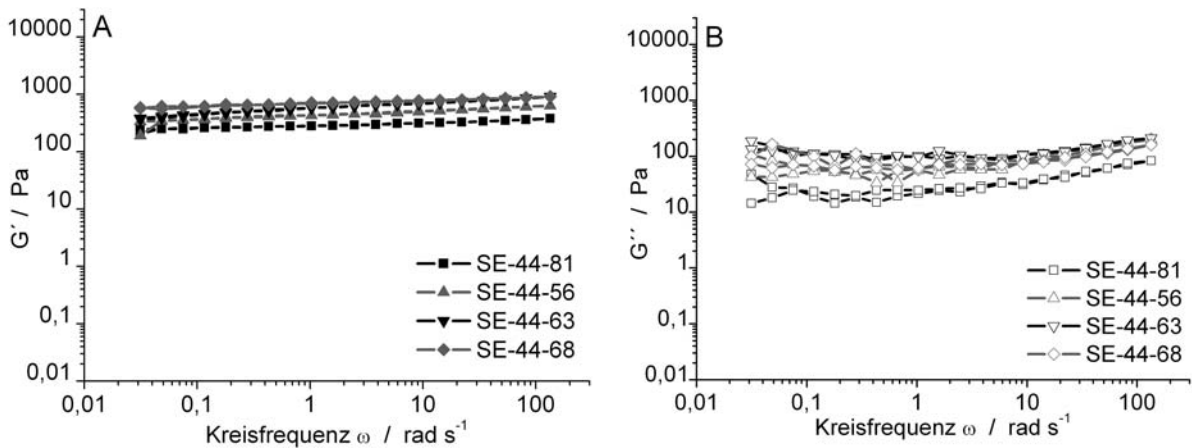 A
10000
1000
100
10
1
0,1
0,01
G´ / Pa
0,01 0,1 1 10 100
Kreisfrequenz ω / rad s⁻¹
SE-44-81
SE-44-56
SE-44-63
SE-44-68
B
10000
1000
100
10
1
0,1
0,01
G´´ / Pa
0,01 0,1 1 10 100
Kreisfrequenz ω / rad s⁻¹
SE-44-81
SE-44-56
SE-44-63
SE-44-68